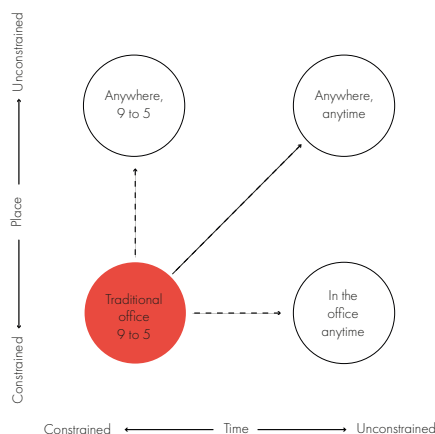 Unconstrained
Place
Constrained
Anywhere,
9 to 5
Anywhere,
anytime
Traditional
office
9 to 5
In the
office
anytime
Constrained
Time
Unconstrained